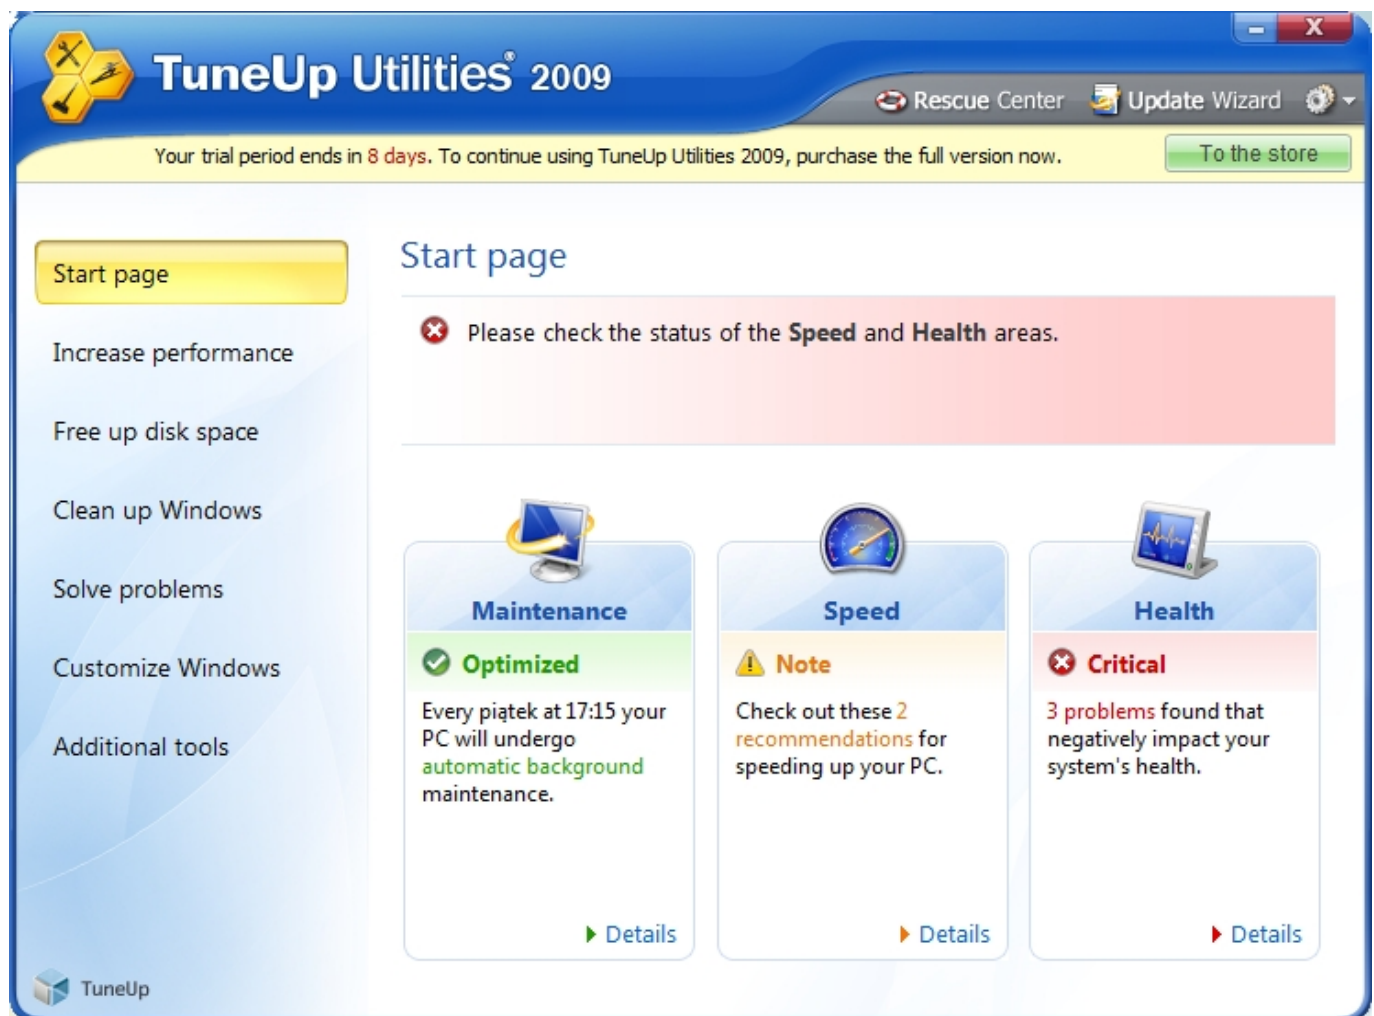 TuneUp Utilities® 2009
Rescue Center Update Wizard
Your trial period ends in 8 days. To continue using TuneUp Utilities 2009, purchase the full version now.
To the store
Start page
Increase performance
Free up disk space
Clean up Windows
Solve problems
Customize Windows
Additional tools
TuneUp
Start page
Please check the status of the Speed and Health areas.
Maintenance
Optimized
Every piątek at 17:15 your
PC will undergo
automatic background
maintenance.
Details
Speed
Note
Check out these 2
recommendations for
speeding up your PC.
Details
Health
Critical
3 problems found that
negatively impact your
system's health.
Details